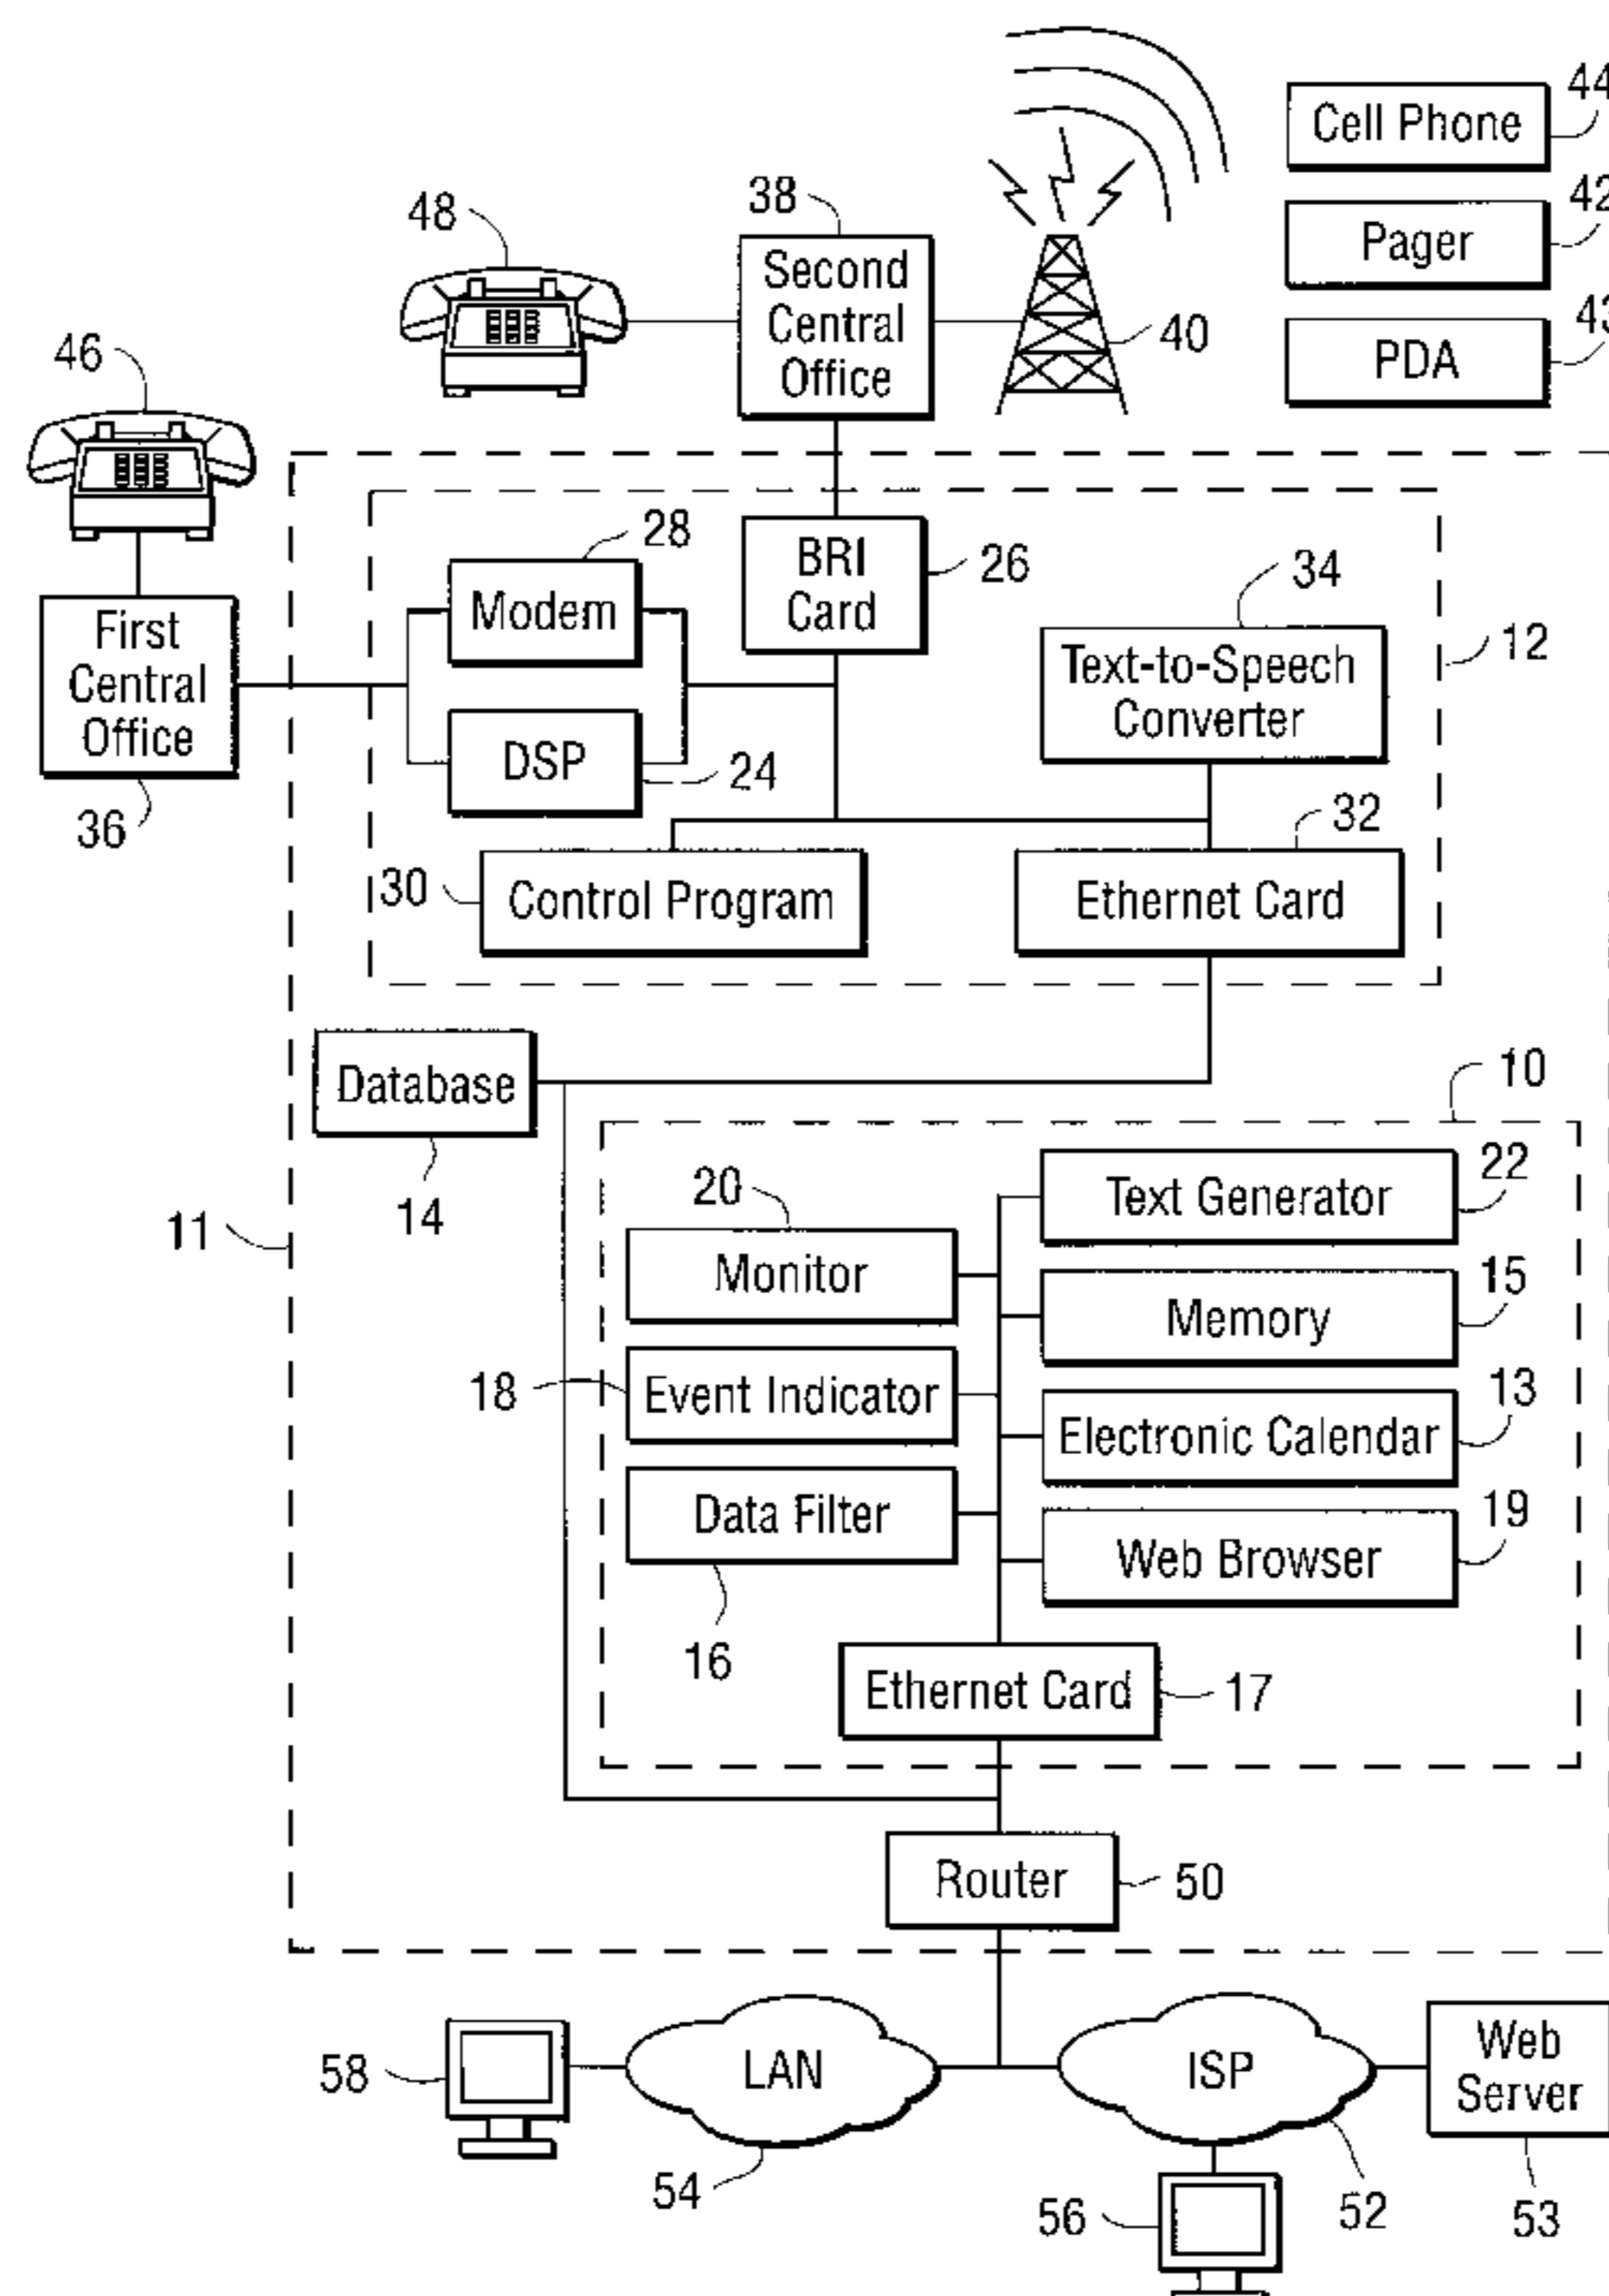 44
Cell Phone
42
Pager
43
PDA
38
48
Second
Central
Office
40
46
28
BRI
Card
26
34
Modem
First
Central
Office
Text-to-Speech
Converter
12
DSP
24
36
32
30
Control Program
Ethernet Card
Database
14
10
11
20
Text Generator
22
Monitor
Memory
15
18
Event Indicator
Electronic Calendar
13
Data Filter
Web Browser
19
16
Ethernet Card
17
Router
50
58
LAN
ISP
Web
Server
54
56
52
53